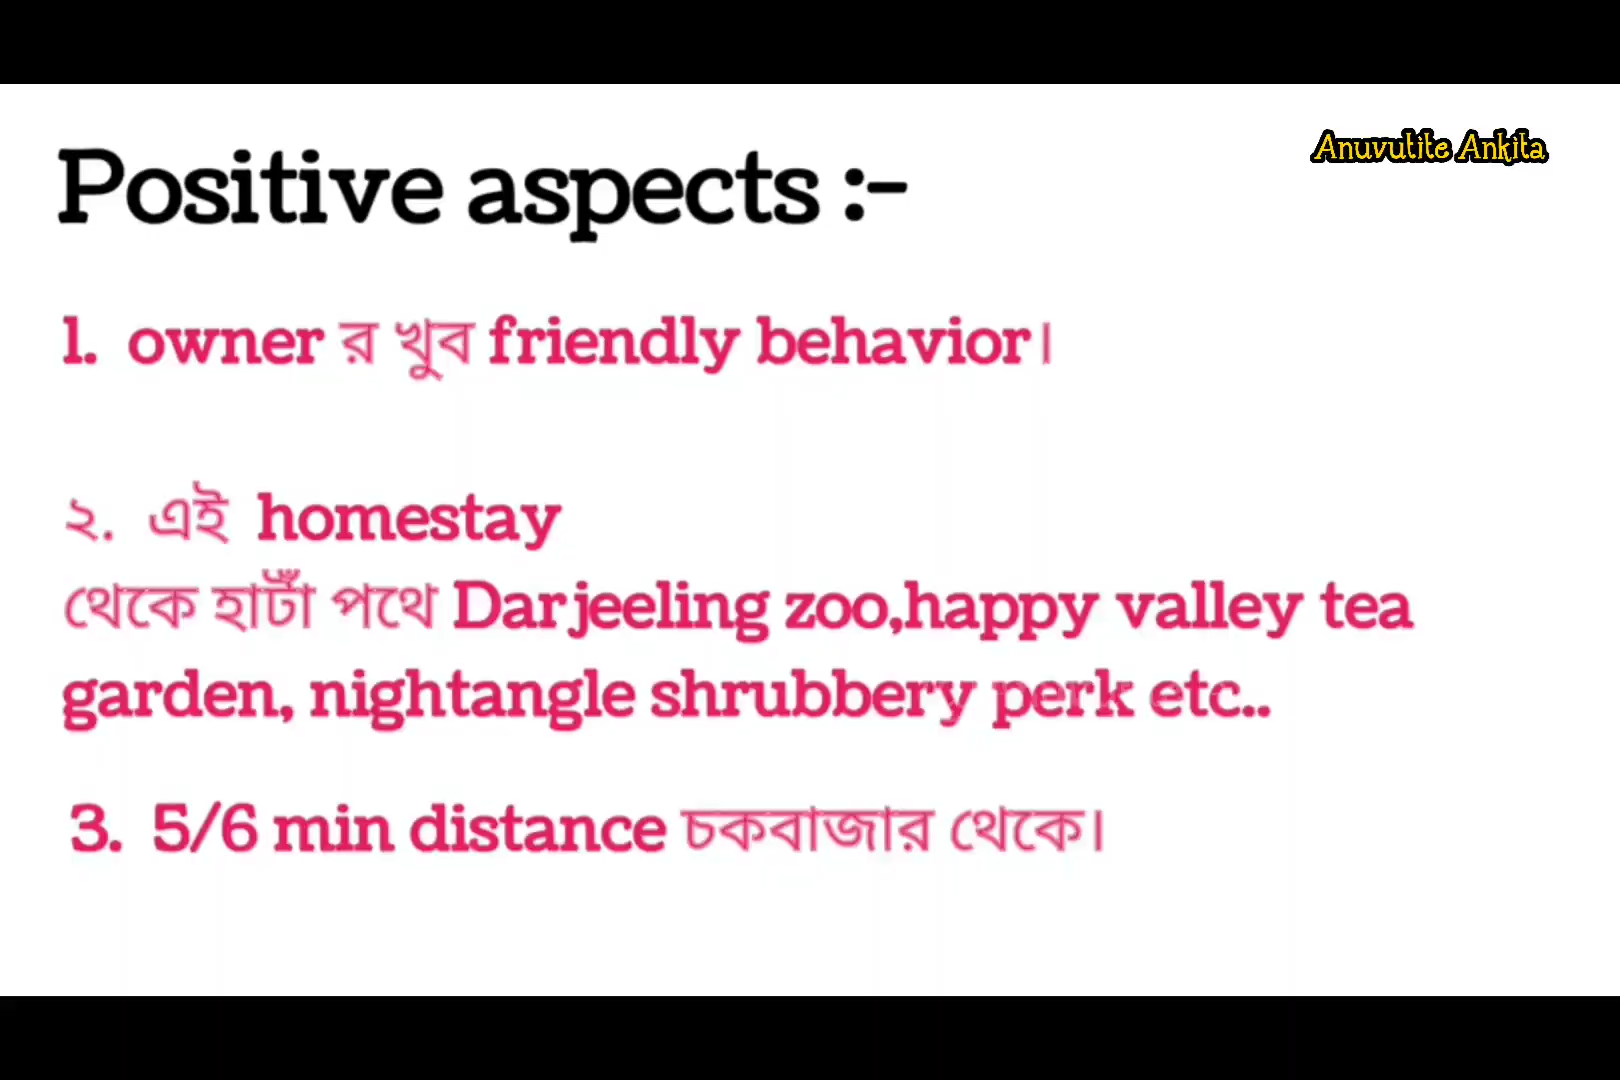 Anuvutite Ankita
Positive aspects :-
1. owner র খুব friendly behavior।
২. এই homestay
থেকে হাটাঁ পথে Darjeeling zoo,happy valley tea
garden, nightangle shrubbery perk etc..
3. 5/6 min distance চকবাজার থেকে।